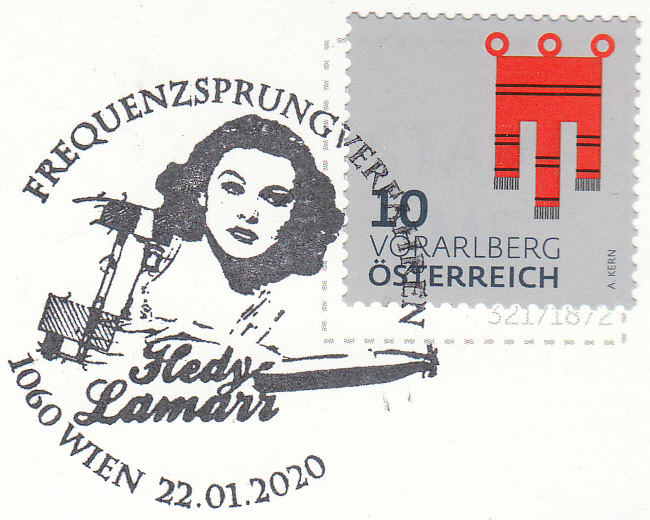 FREQUENZSPRUNGVERFAHREN
Hedy
Lamarr
1060 WIEN 22.01.2020
10
VORARLBERG
ÖSTERREICH
A. KERN
321/1872